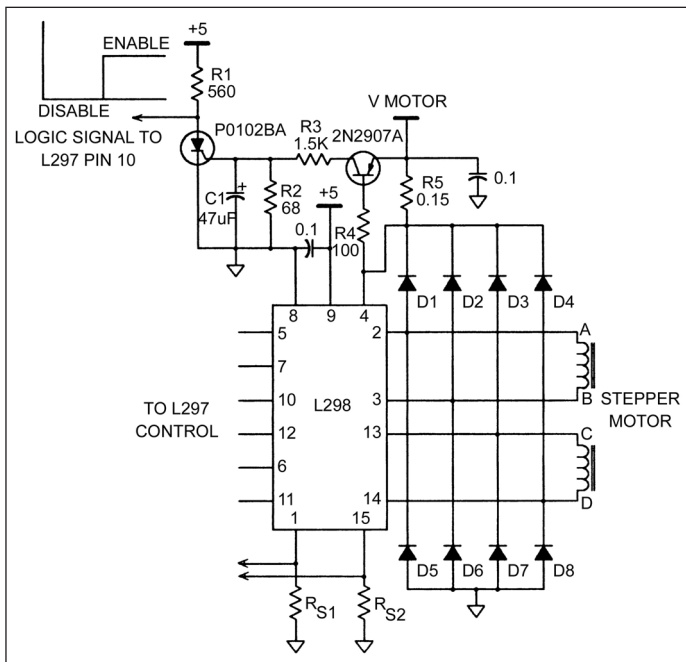 +5
ENABLE
R1
560
DISABLE
LOGIC SIGNAL TO
L297 PIN 10
P0102BA
R3
1.5K
2N2907A
V MOTOR
C1
+
47uF
R2
68
+5
0.1
R4
100
R5
0.15
0.1
D1
D2
D3
D4
8
9
4
5
7
10
12
6
11
2
3
13
14
1
15
L298
TO L297
CONTROL
A
B
C
D
STEPPER
MOTOR
D5
D6
D7
D8
RS1
RS2